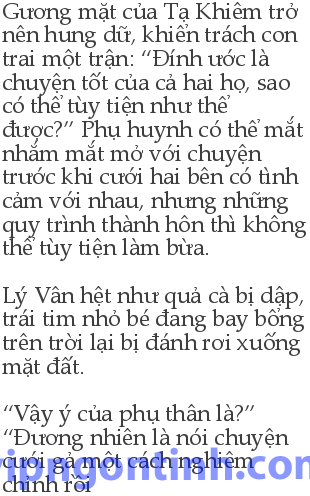 Gương mặt của Tạ Khiêm trở
nên hung dữ, khiển trách con
trai một trận: “Đính ước là
chuyện tốt của cả hai họ, sao
có thể tùy tiện như thế
được?” Phụ huynh có thể mắt
nhắm mắt mở với chuyện
trước khi cưới hai bên có tình
cảm với nhau, nhưng những
quy trình thành hôn thì không
thể tùy tiện làm bừa.
Lý Vân hệt như quả cà bị dập,
trái tim nhỏ bé đang bay bổng
trên trời lại bị đánh rơi xuống
mặt đất.
“Vậy ý của phụ thân là?”
“Đương nhiên là nói chuyện
cưới gả một cách nghiêm
chỉnh rồi
vipngontinh.com